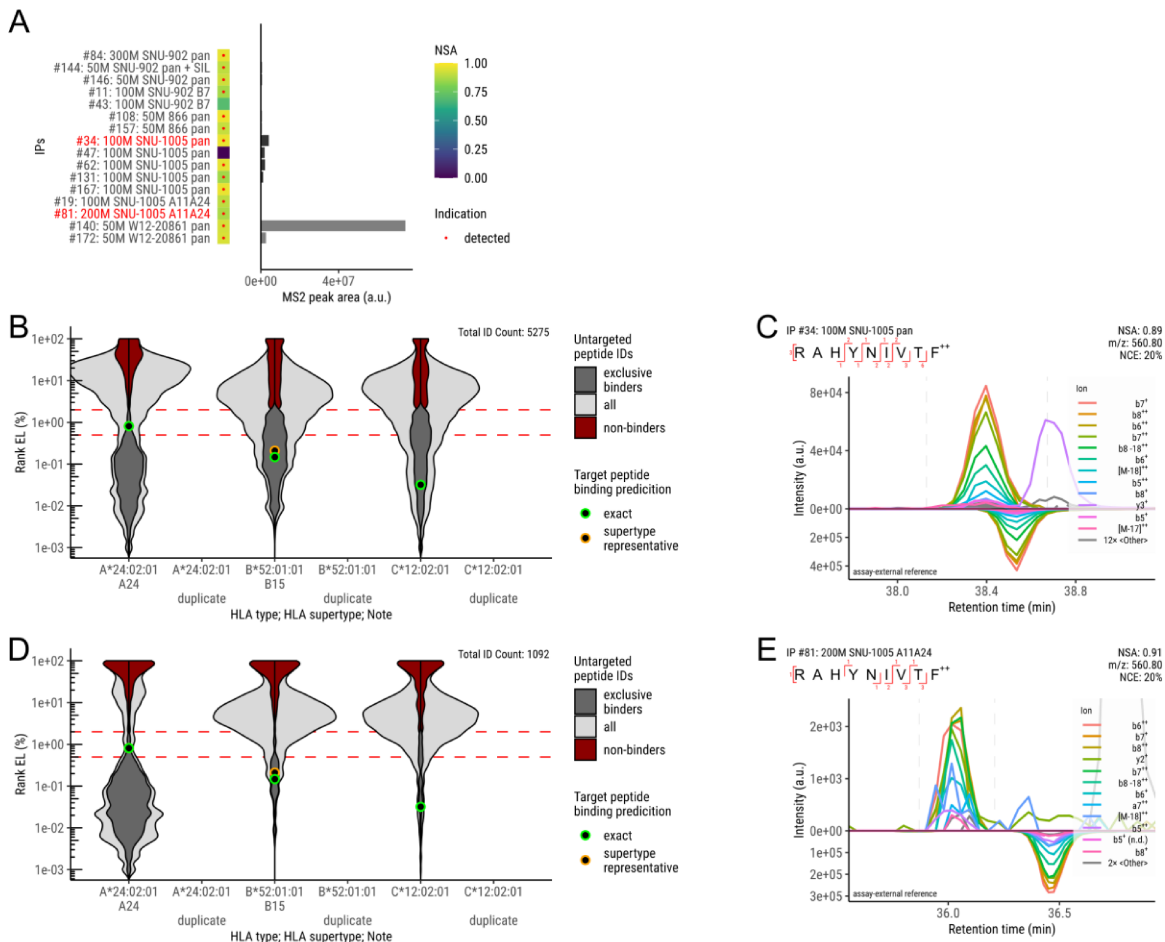 A
IPs
#84: 300M SNU-902 pan
#144: 50M SNU-902 pan + SIL
#146: 50M SNU-902 pan
#11: 100M SNU-902 B7
#43: 100M SNU-902 B7
#108: 50M 866 pan
#157: 50M 866 pan
#34: 100M SNU-1005 pan
#47: 100M SNU-1005 pan
#62: 100M SNU-1005 pan
#131: 100M SNU-1005 pan
#167: 100M SNU-1005 pan
#19: 100M SNU-1005 A11A24
#81: 200M SNU-1005 A11A24
#140: 50M W12-20861 pan
#172: 50M W12-20861 pan
0e+00 4e+07
MS2 peak area (a.u.)
NSA
1.00
0.75
0.50
0.25
0.00
Indication
detected
B
Total ID Count: 5275
Rank EL (%)
1e+02
1e+01
1e+00
1e-01
1e-02
1e-03
A*24:02:01 A*24:02:01 B*52:01:01 B*52:01:01 C*12:02:01 C*12:02:01
A24 B15
duplicate duplicate duplicate
HLA type; HLA supertype; Note
Untargeted
peptide IDs
exclusive
binders
all
non-binders
Target peptide
binding predicition
exact
supertype
representative
C
IP #34: 100M SNU-1005 pan
NSA: 0.89
m/z: 560.80
NCE: 20%
R A H Y N I V T F++
Intensity (a.u.)
8e+04
4e+04
0e+00
2e+05
4e+05
assay-external reference
38.0 38.4 38.8
Retention time (min)
Ion
b7+
b8++
b6++
b7++
b8 -18++
b6+
[M-18]++
b5++
b8+
y3+
b5+
[M-17]++
12× <Other>
D
Total ID Count: 1092
Rank EL (%)
1e+02
1e+01
1e+00
1e-01
1e-02
1e-03
A*24:02:01 A*24:02:01 B*52:01:01 B*52:01:01 C*12:02:01 C*12:02:01
A24 B15
duplicate duplicate duplicate
HLA type; HLA supertype; Note
Untargeted
peptide IDs
exclusive
binders
all
non-binders
Target peptide
binding predicition
exact
supertype
representative
E
IP #81: 200M SNU-1005 A11A24
NSA: 0.91
m/z: 560.80
NCE: 20%
R A H Y N I V T F++
Intensity (a.u.)
2e+03
1e+03
0e+00
1e+05
2e+05
3e+05
assay-external reference
36.0 36.5
Retention time (min)
Ion
b6++
b7+
b8++
y2+
b7++
b8 -18++
b6+
a7++
[M-18]++
b5++
b5+ (n.d.)
b8+
2× <Other>